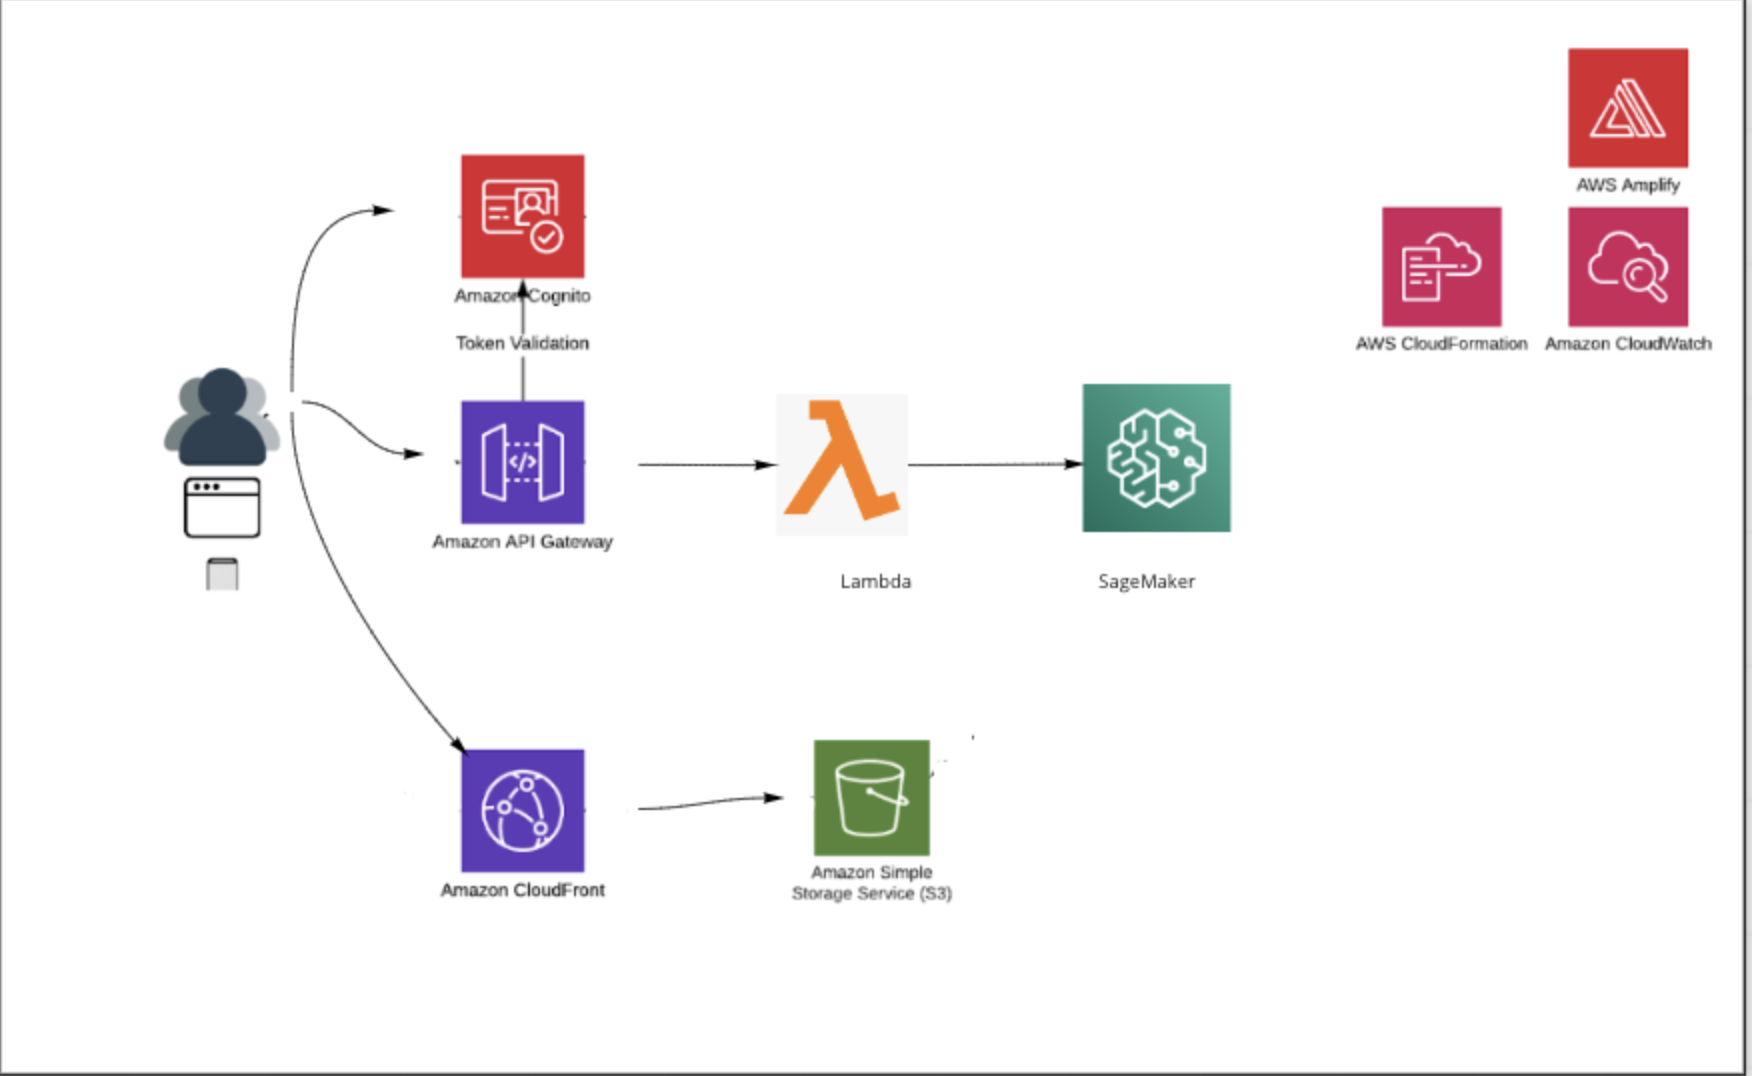 AWS Amplify
Amazon Cognito
Token Validation
AWS CloudFormation
Amazon CloudWatch
</>
Amazon API Gateway
Lambda
SageMaker
Amazon CloudFront
Amazon Simple
Storage Service (S3)